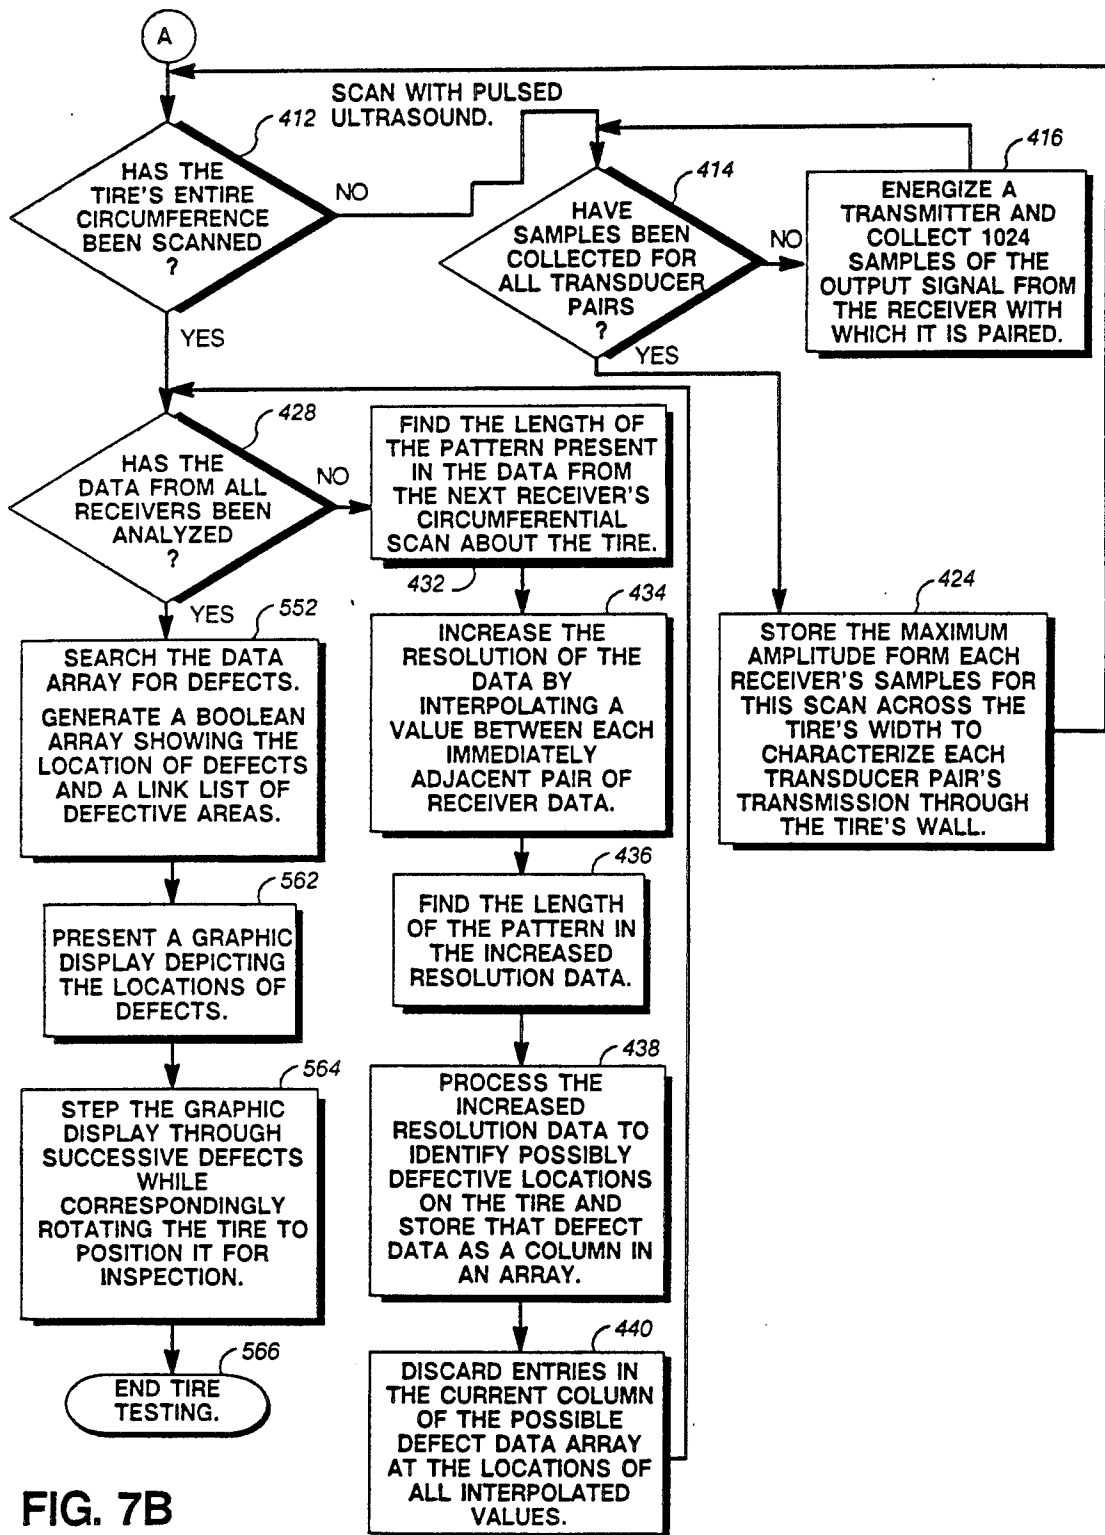 A
SCAN WITH PULSED
ULTRASOUND.
412
HAS THE
TIRE'S ENTIRE
CIRCUMFERENCE
BEEN SCANNED
?
NO
YES
414
HAVE
SAMPLES BEEN
COLLECTED FOR
ALL TRANSDUCER
PAIRS
?
NO
YES
416
ENERGIZE A
TRANSMITTER AND
COLLECT 1024
SAMPLES OF THE
OUTPUT SIGNAL FROM
THE RECEIVER WITH
WHICH IT IS PAIRED.
424
STORE THE MAXIMUM
AMPLITUDE FORM EACH
RECEIVER'S SAMPLES FOR
THIS SCAN ACROSS THE
TIRE'S WIDTH TO
CHARACTERIZE EACH
TRANSDUCER PAIR'S
TRANSMISSION THROUGH
THE TIRE'S WALL.
428
HAS THE
DATA FROM ALL
RECEIVERS BEEN
ANALYZED
?
NO
YES
FIND THE LENGTH OF
THE PATTERN PRESENT
IN THE DATA FROM
THE NEXT RECEIVER'S
CIRCUMFERENTIAL
SCAN ABOUT THE TIRE.
432
434
INCREASE THE
RESOLUTION OF THE
DATA BY
INTERPOLATING A
VALUE BETWEEN EACH
IMMEDIATELY
ADJACENT PAIR OF
RECEIVER DATA.
436
FIND THE LENGTH
OF THE PATTERN IN
THE INCREASED
RESOLUTION DATA.
438
PROCESS THE
INCREASED
RESOLUTION DATA TO
IDENTIFY POSSIBLY
DEFECTIVE LOCATIONS
ON THE TIRE AND
STORE THAT DEFECT
DATA AS A COLUMN IN
AN ARRAY.
440
DISCARD ENTRIES IN
THE CURRENT COLUMN
OF THE POSSIBLE
DEFECT DATA ARRAY
AT THE LOCATIONS OF
ALL INTERPOLATED
VALUES.
552
SEARCH THE DATA
ARRAY FOR DEFECTS.
GENERATE A BOOLEAN
ARRAY SHOWING THE
LOCATION OF DEFECTS
AND A LINK LIST OF
DEFECTIVE AREAS.
562
PRESENT A GRAPHIC
DISPLAY DEPICTING
THE LOCATIONS OF
DEFECTS.
564
STEP THE GRAPHIC
DISPLAY THROUGH
SUCCESSIVE DEFECTS
WHILE
CORRESPONDINGLY
ROTATING THE TIRE TO
POSITION IT FOR
INSPECTION.
566
END TIRE
TESTING.
FIG. 7B